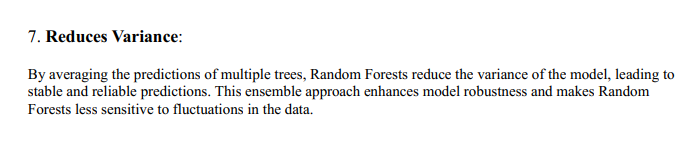 7. Reduces Variance:
By averaging the predictions of multiple trees, Random Forests reduce the variance of the model, leading to
stable and reliable predictions. This ensemble approach enhances model robustness and makes Random
Forests less sensitive to fluctuations in the data.